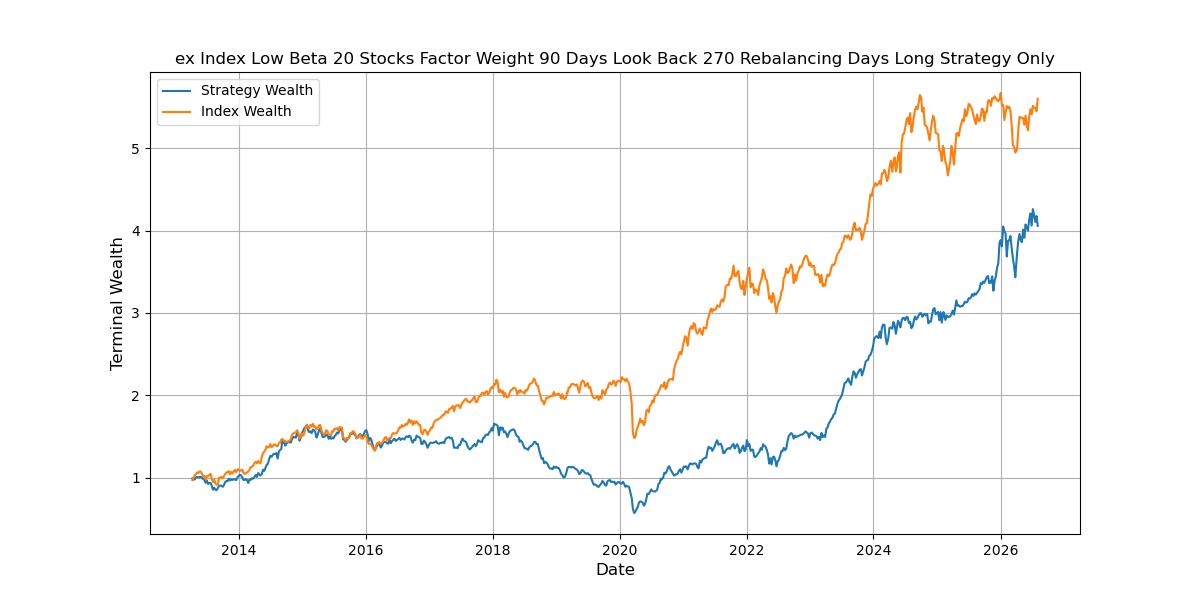 ex Index Low Beta 20 Stocks Factor Weight 90 Days Look Back 270 Rebalancing Days Long Strategy Only
Strategy Wealth
Index Wealth
Terminal Wealth
5
4
3
2
1
2014 2016 2018 2020 2022 2024 2026
Date